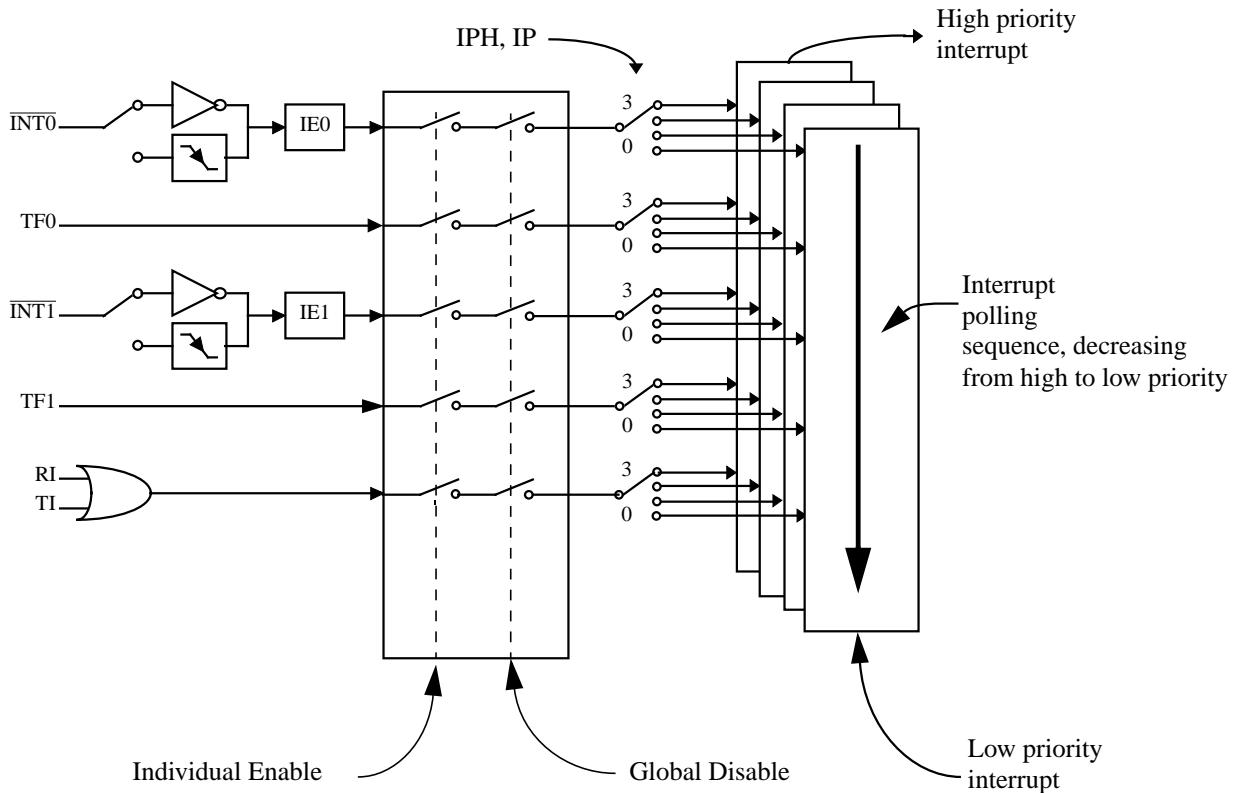 High priority
interrupt
IPH, IP
INT0
IE0
3
0
TF0
3
0
INT1
IE1
3
0
Interrupt
polling
sequence, decreasing
from high to low priority
TF1
3
0
RI
TI
3
0
Individual Enable
Global Disable
Low priority
interrupt